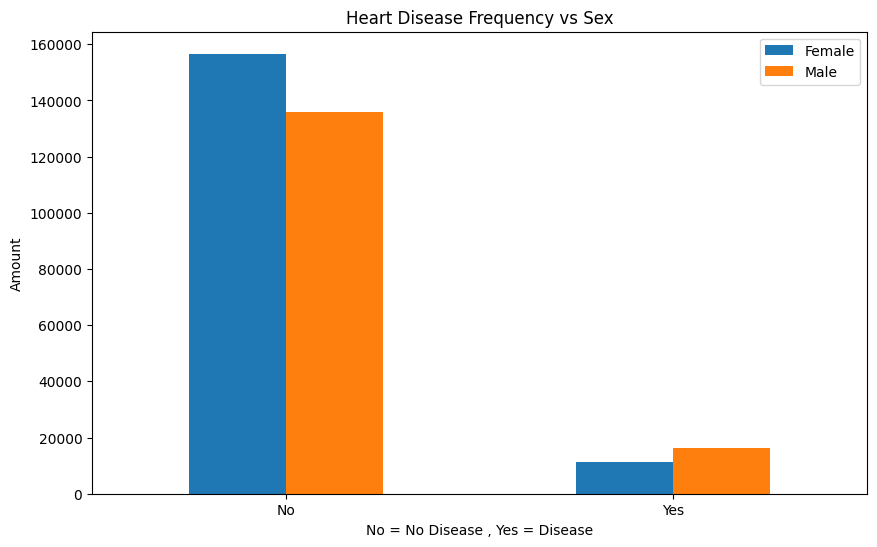 Heart Disease Frequency vs Sex
Female
Male
160000
140000
120000
100000
80000
60000
40000
20000
0
Amount
No
Yes
No = No Disease , Yes = Disease